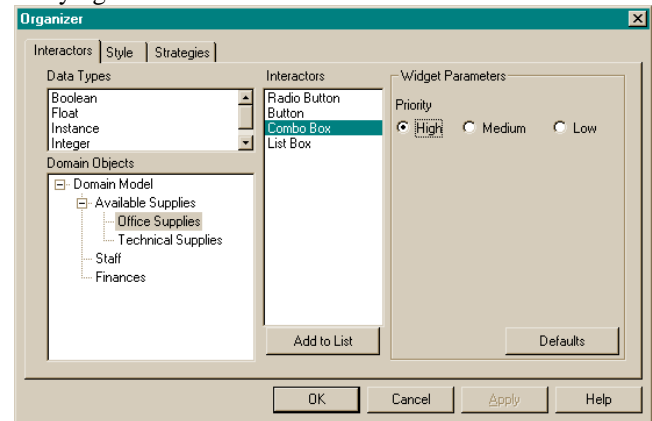 Organizer
Interactors Style Strategies
Data Types
Boolean
Float
Instance
Integer
Domain Objects
Domain Model
Available Supplies
Office Supplies
Technical Supplies
Staff
Finances
Interactors
Radio Button
Button
Combo Box
List Box
Add to List
Widget Parameters
Priority
High Medium Low
Defaults
OK Cancel Apply Help